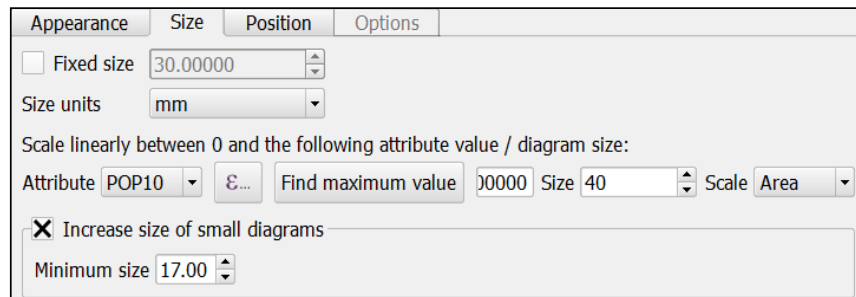 Appearance Size Position Options
Fixed size 30.00000
Size units mm
Scale linearly between 0 and the following attribute value / diagram size:
Attribute POP10 ε... Find maximum value 00000 Size 40 Scale Area
Increase size of small diagrams
Minimum size 17.00